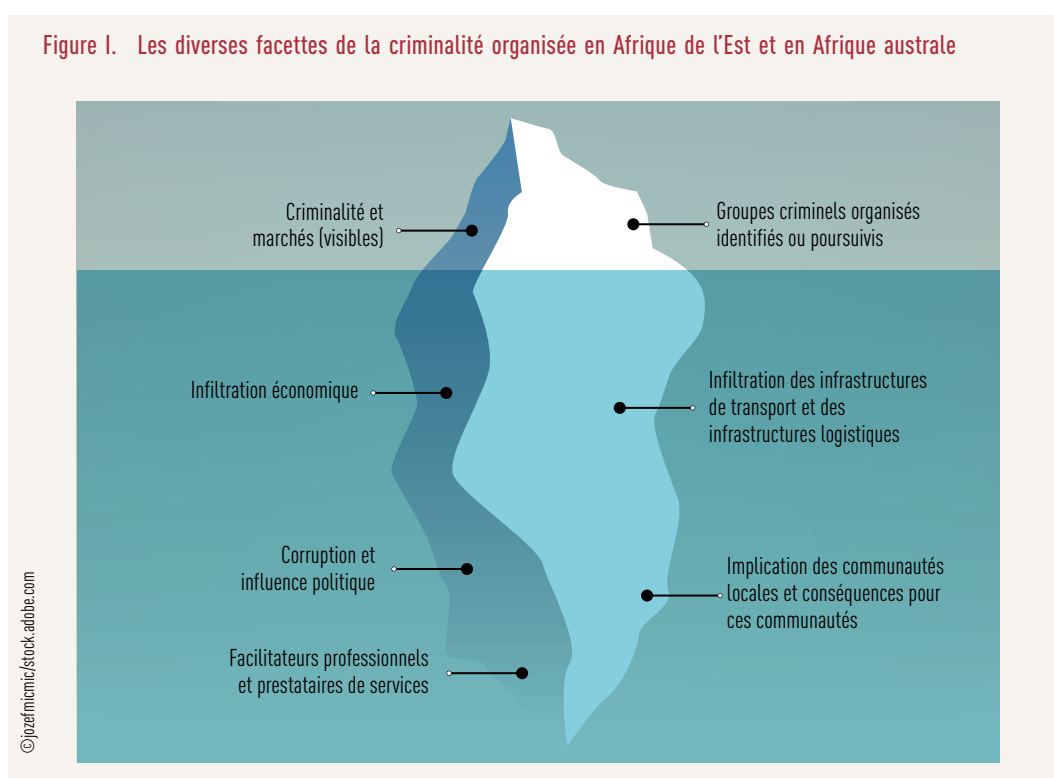 Figure I. Les diverses facettes de la criminalité organisée en Afrique de l'Est et en Afrique australe
Criminalité et
marchés (visibles)
Groupes criminels organisés
identifiés ou poursuivis
Infiltration économique
Infiltration des infrastructures
de transport et des
infrastructures logistiques
Corruption et
influence politique
Implication des communautés
locales et conséquences pour
ces communautés
Facilitateurs professionnels
et prestataires de services
©jozefmicmic/stock.adobe.com